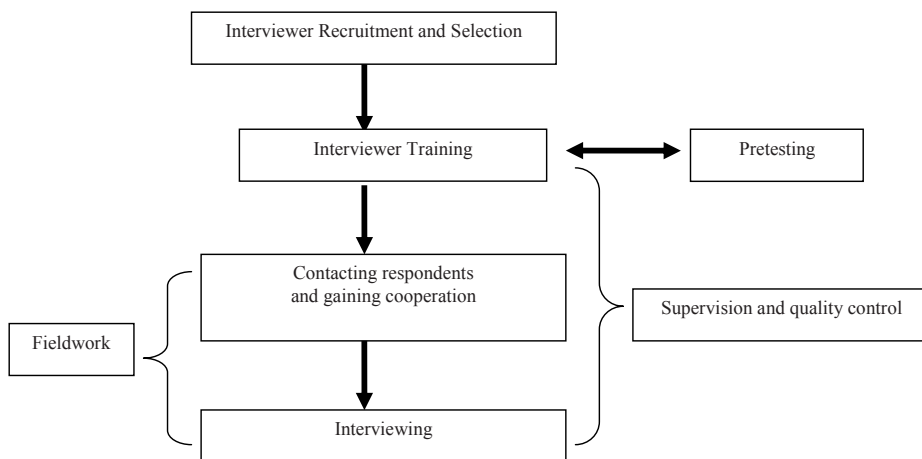 Interviewer Recruitment and Selection
Interviewer Training
Pretesting
Contacting respondents
and gaining cooperation
Supervision and quality control
Fieldwork
Interviewing